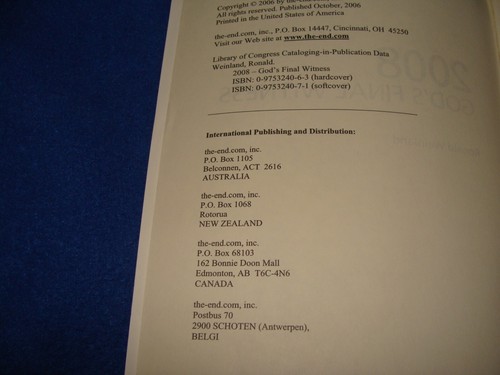 Copyright © 2006 by the-end.com, inc.
All rights reserved. Published October, 2006
Printed in the United States of America
the-end.com, inc., P.O. Box 14447, Cincinnati, OH 45250
Visit our Web site at www.the-end.com
Library of Congress Cataloging-in-Publication Data
Weinland, Ronald.
2008 – God's Final Witness
ISBN: 0-9753240-6-3 (hardcover)
ISBN: 0-9753240-7-1 (softcover)
International Publishing and Distribution:
the-end.com, inc.
P.O. Box 1105
Belconnen, ACT 2616
AUSTRALIA
the-end.com, inc.
P.O. Box 1068
Rotorua
NEW ZEALAND
the-end.com, inc.
P.O. Box 68103
162 Bonnie Doon Mall
Edmonton, AB T6C-4N6
CANADA
the-end.com, inc.
Postbus 70
2900 SCHOTEN (Antwerpen),
BELGI